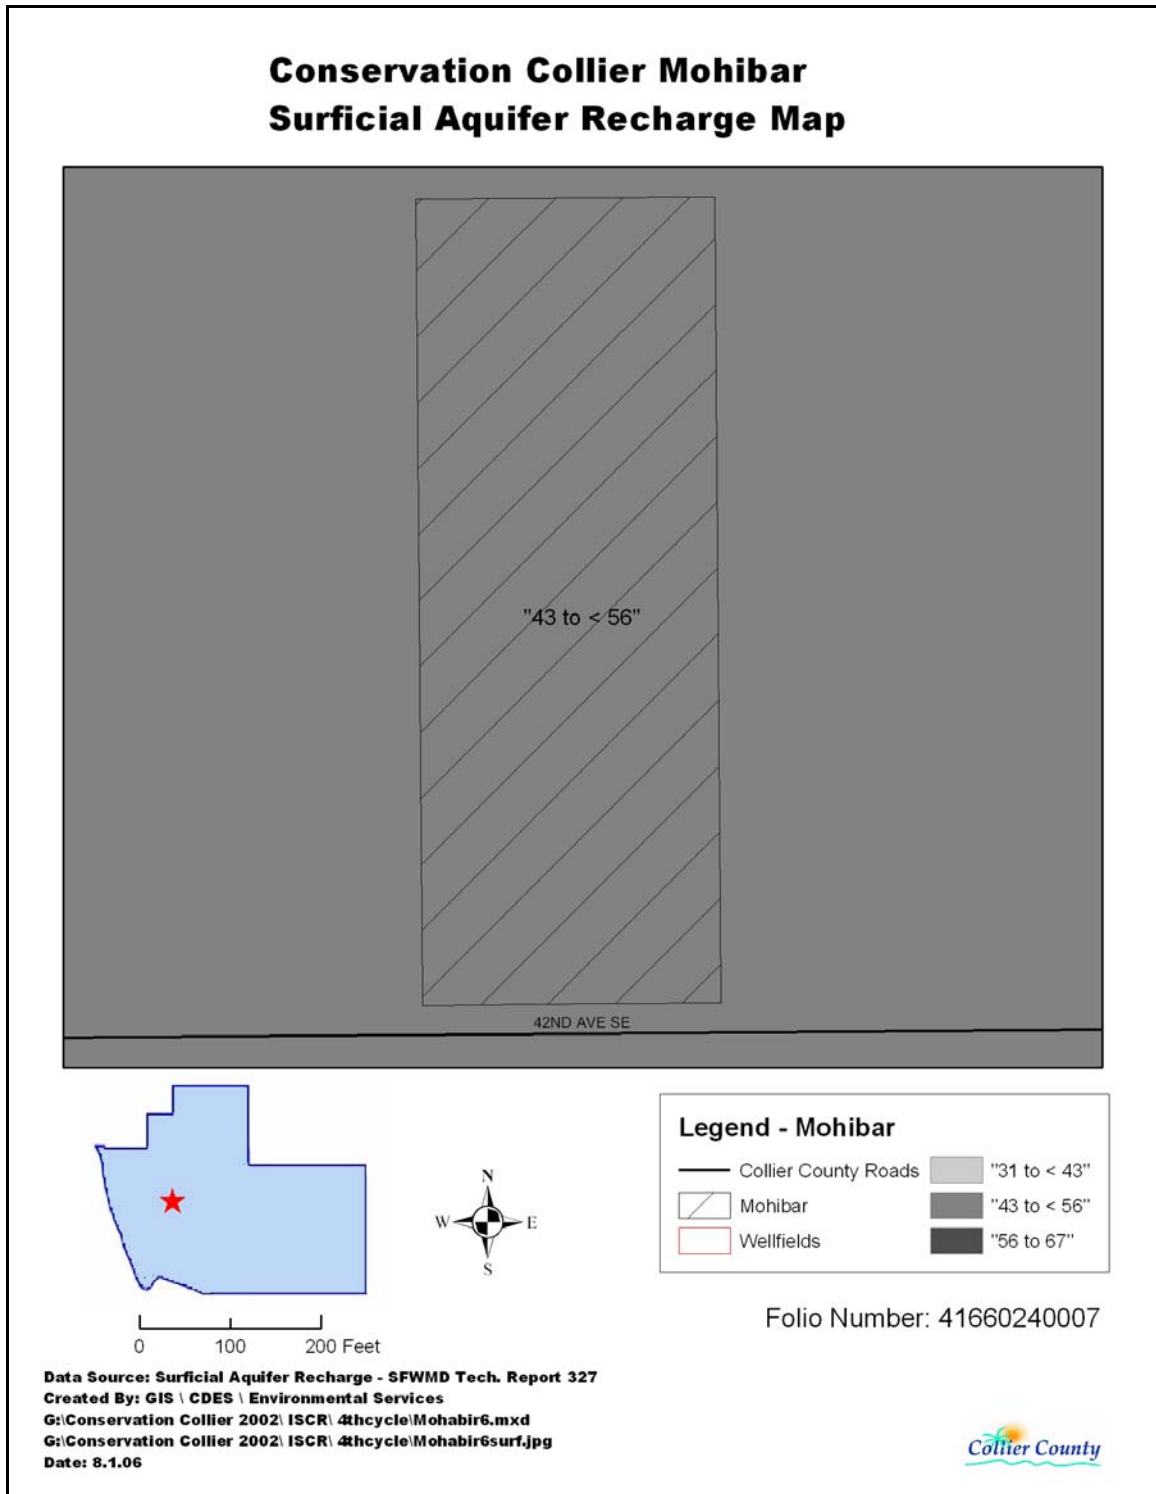 Conservation Collier Mohibar
Surficial Aquifer Recharge Map
"43 to < 56"
42ND AVE SE
N
W E
S
0 100 200 Feet
Legend - Mohibar
Collier County Roads
Mohibar
Wellfields
"31 to < 43"
"43 to < 56"
"56 to 67"
Folio Number: 41660240007
Data Source: Surficial Aquifer Recharge - SFWMD Tech. Report 327
Created By: GIS \ CDES \ Environmental Services
G:\Conservation Collier 2002\ ISCR\ 4thcycle\Mohabir6.mxd
G:\Conservation Collier 2002\ ISCR\ 4thcycle\Mohabir6surf.jpg
Date: 8.1.06
Collier County